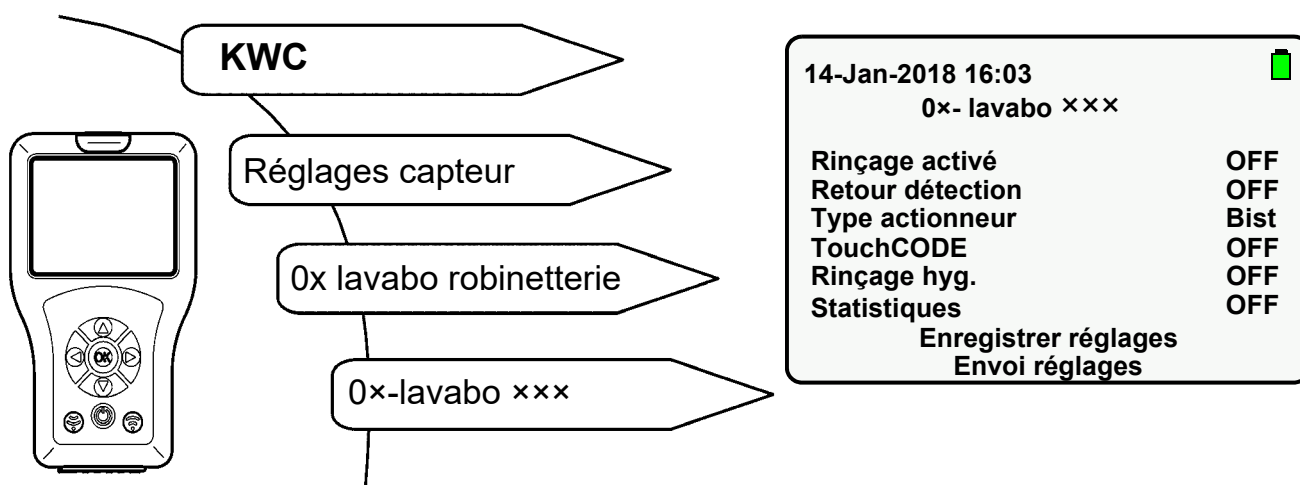 KWC
Réglages capteur
0x lavabo robinetterie
0×-lavabo ×××
OK
14-Jan-2018 16:03
0×- lavabo ×××
Rinçage activé OFF
Retour détection OFF
Type actionneur Bist
TouchCODE OFF
Rinçage hyg. OFF
Statistiques OFF
Enregistrer réglages
Envoi réglages